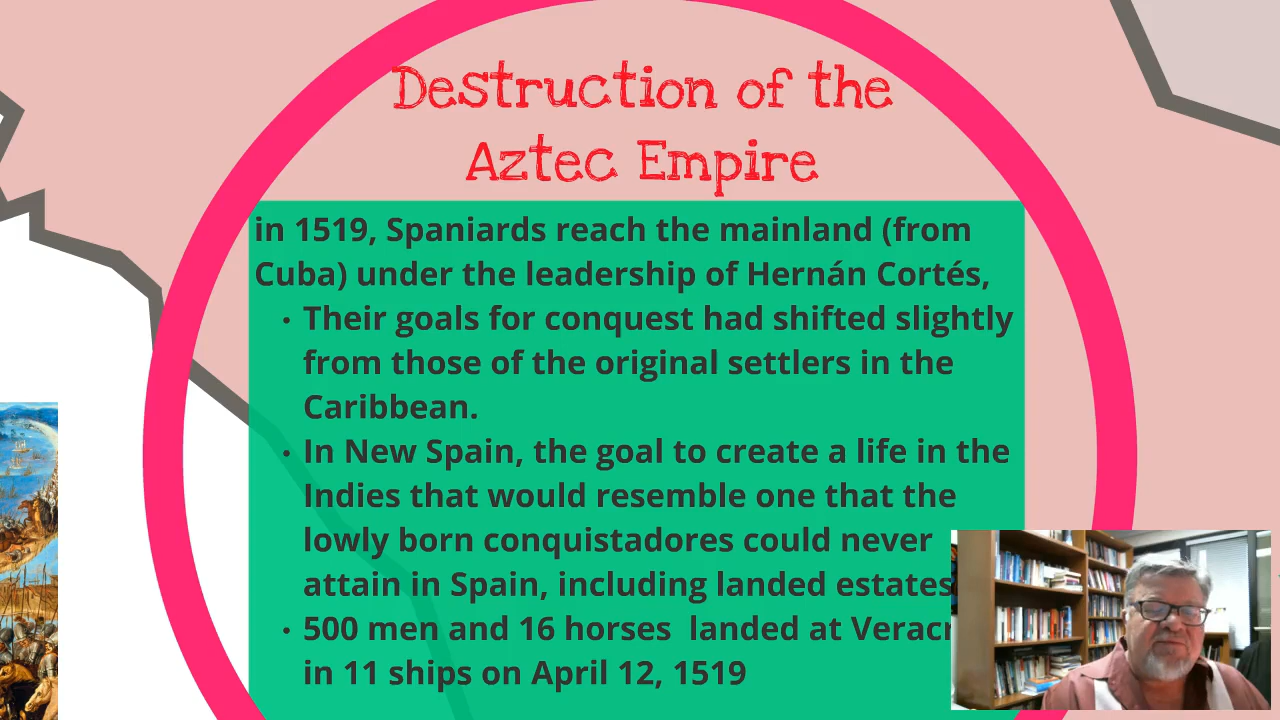 Destruction of the
Aztec Empire
in 1519, Spaniards reach the mainland (from
Cuba) under the leadership of Hernán Cortés,
• Their goals for conquest had shifted slightly
from those of the original settlers in the
Caribbean.
• In New Spain, the goal to create a life in the
Indies that would resemble one that the
lowly born conquistadores could never
attain in Spain, including landed estates
• 500 men and 16 horses landed at
in 11 ships on April 12, 1519